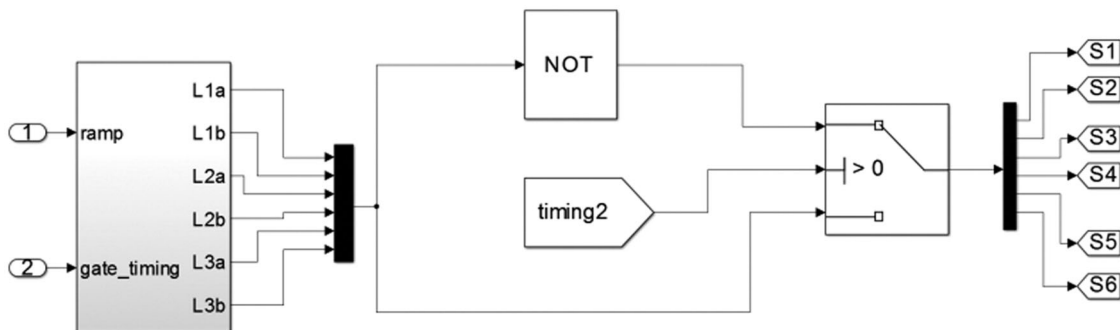 L1a
1
ramp
L1b
L2a
L2b
2
gate_timing
L3a
L3b
NOT
timing2
> 0
S1
S2
S3
S4
S5
S6